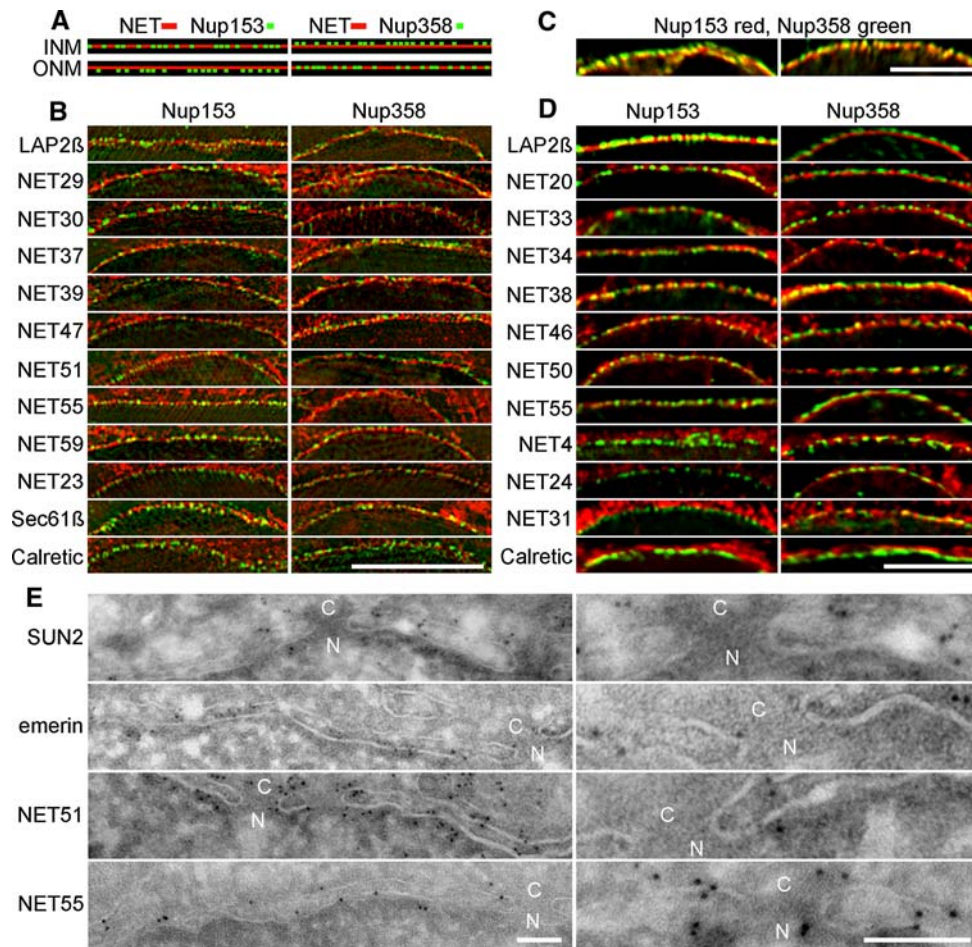 A
NET Nup153 NET Nup358
INM
ONM
C
Nup153 red, Nup358 green
B
Nup153 Nup358
LAP2ß
NET29
NET30
NET37
NET39
NET47
NET51
NET55
NET59
NET23
Sec61ß
Calretic
D
Nup153 Nup358
LAP2ß
NET20
NET33
NET34
NET38
NET46
NET50
NET55
NET4
NET24
NET31
Calretic
E
SUN2
C
N
C
N
emerin
C
N
C
N
NET51
C
N
C
N
NET55
C
N
C
N